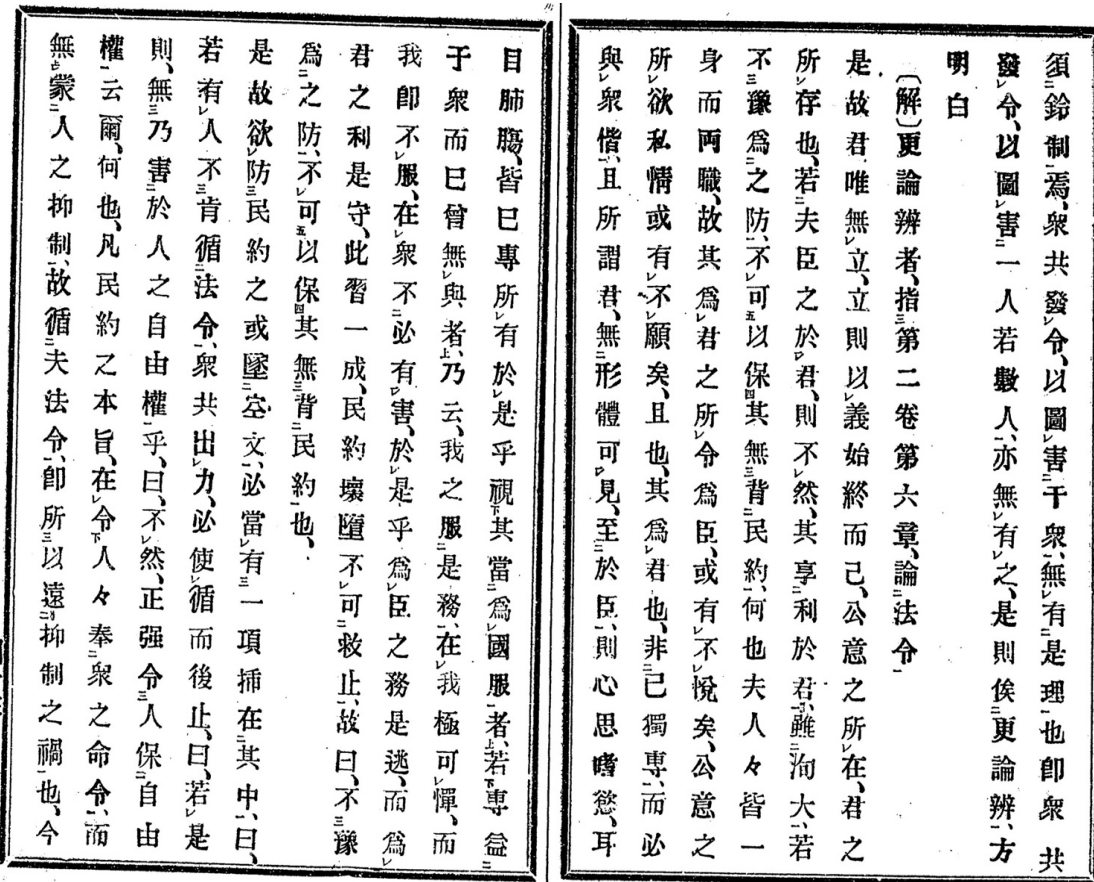 須鈴制焉、衆共發令、以圖害于衆、無有是理也卽衆共
發令、以圖害一人若數人、亦無有之、是則俟更論辨、方
明白
〔解〕更論辨者、指第二卷第六章、論法令
是故君唯無立、立則以義始終而已、公意之所在、君之
所存也、若夫臣之於君、則不然、其享利於君、雖洵大、若
不豫爲之防、不可以保其無背民約、何也夫人々皆一
身而兩職、故其爲君之所令爲臣、或有不悅矣、公意之
所欲私情或有不願矣、且也、其爲君也、非己獨專、而必
與衆偕、且所謂君、無形體可見、至於臣、則心思嗜慾、耳
目肺膓、皆已專所有於是乎視其當爲國服者、若專益
于衆而已曾無與者、乃云、我之服是務、在我極可憚、而
我卽不服、在衆不必有害、於是乎爲臣之務是逃、而爲
君之利是守、此習一成、民約壞墮不可救止、故曰、不豫
爲之防、不可以保其無背民約也、
是故欲防民約之或墜空文、必當有一項揷在其中、曰、
若有人不肯循法令、衆共出力、必使循而後止、曰、若是
則、無乃害於人之自由權乎、曰、不然、正强令人保自由
權云爾、何也、凡民約之本旨、在令人々奉衆之命令、而
無蒙人之抑制、故循夫法令、卽所以遠抑制之禍也、今